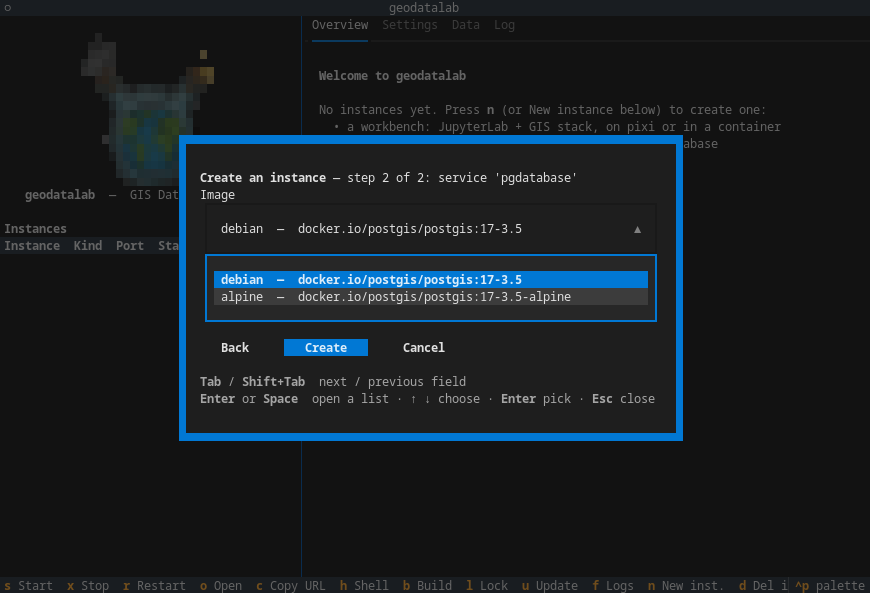 geodatalab
Overview Settings Data Log
Welcome to geodatalab
No instances yet. Press n (or New instance below) to create one:
• a workbench: JupyterLab + GIS stack, on pixi or in a container
abase
geodatalab — GIS Dat
Instances
Instance Kind Port Sta
Create an instance — step 2 of 2: service 'pgdatabase'
Image
debian — docker.io/postgis/postgis:17-3.5 ▲
debian — docker.io/postgis/postgis:17-3.5
alpine — docker.io/postgis/postgis:17-3.5-alpine
Back Create Cancel
Tab / Shift+Tab next / previous field
Enter or Space open a list · ↑ ↓ choose · Enter pick · Esc close
s Start x Stop r Restart o Open c Copy URL h Shell b Build l Lock u Update f Logs n New inst. d Del i ^p palette